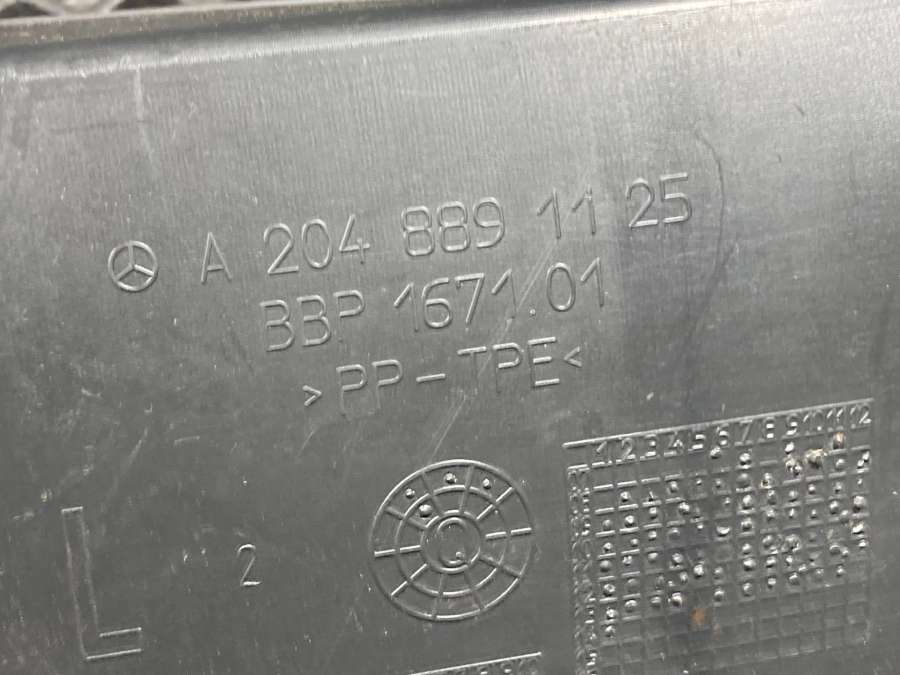 A 204 889 11 25
BBP 1671.01
>PP-TPE<
1 2 3 4 5 6 7 8 9 10 11 12
L
2